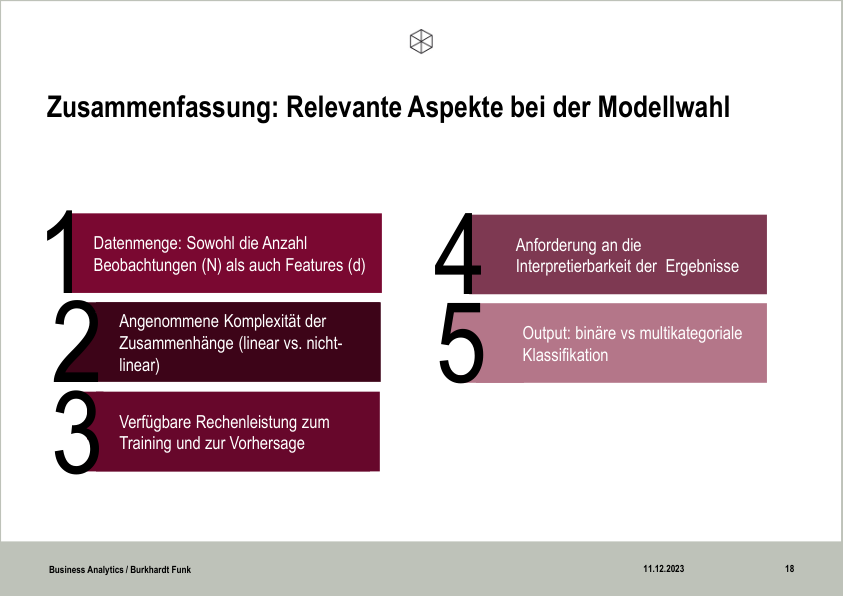 Zusammenfassung: Relevante Aspekte bei der Modellwahl
1
Datenmenge: Sowohl die Anzahl
Beobachtungen (N) als auch Features (d)
2
Angenommene Komplexität der
Zusammenhänge (linear vs. nicht-
linear)
3
Verfügbare Rechenleistung zum
Training und zur Vorhersage
4
Anforderung an die
Interpretierbarkeit der Ergebnisse
5
Output: binäre vs multikategoriale
Klassifikation
Business Analytics / Burkhardt Funk
11.12.2023
18